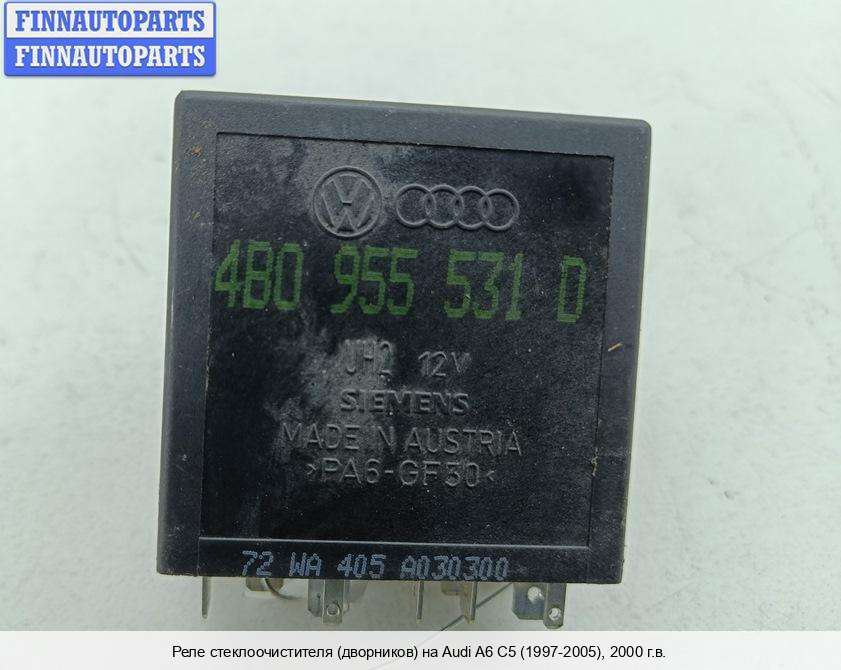 FINNAUTOPARTS
FINNAUTOPARTS
4B0 955 531 D
JH2 12V
SIEMENS
MADE IN AUSTRIA
>PA6-GF30<
72 WA 405 A030300
Реле стеклоочистителя (дворников) на Audi A6 C5 (1997-2005), 2000 г.в.